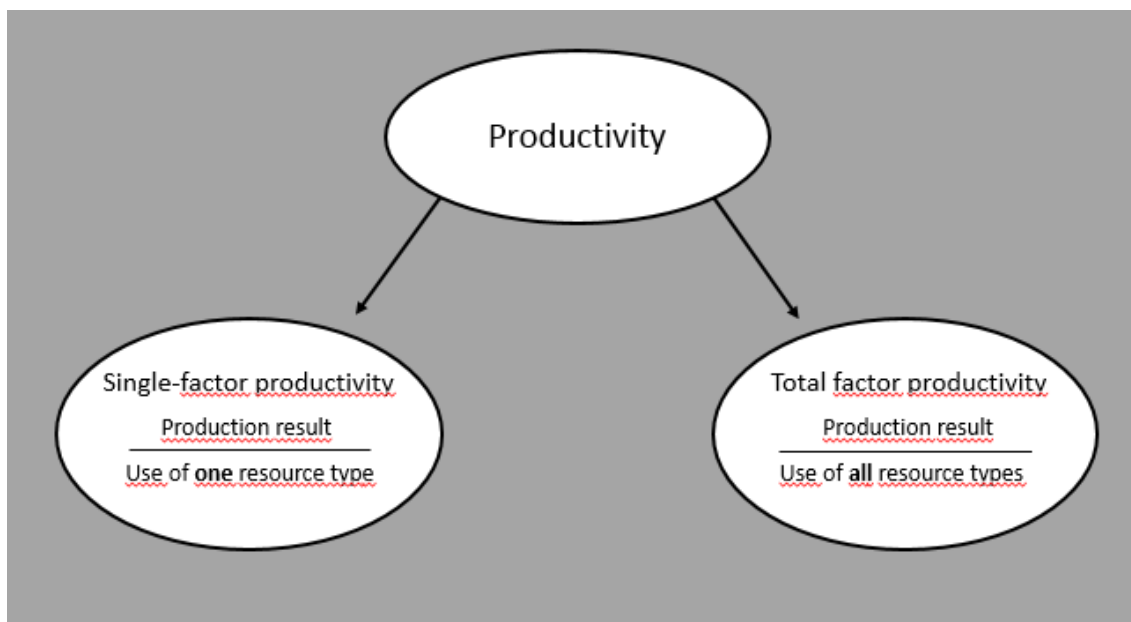 Productivity
Single-factor productivity
Production result
Use of one resource type
Total factor productivity
Production result
Use of all resource types